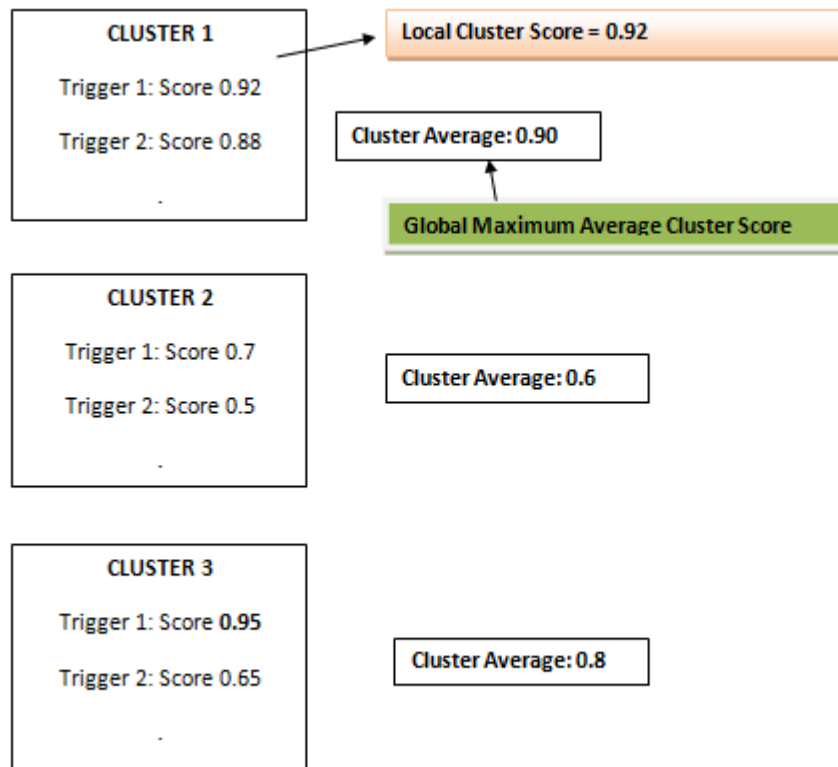 CLUSTER 1
Trigger 1: Score 0.92
Trigger 2: Score 0.88
.
Local Cluster Score = 0.92
Cluster Average: 0.90
Global Maximum Average Cluster Score
CLUSTER 2
Trigger 1: Score 0.7
Trigger 2: Score 0.5
.
Cluster Average: 0.6
CLUSTER 3
Trigger 1: Score 0.95
Trigger 2: Score 0.65
.
Cluster Average: 0.8